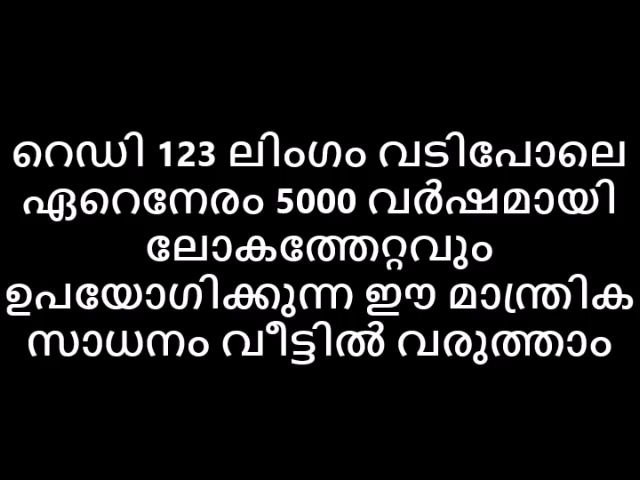 റെഡി 123 ലിംഗം വടിപോലെ
ഏറെനേരം 5000 വർഷമായി
ലോകത്തേറ്റവും
ഉപയോഗിക്കുന്ന ഈ മാന്ത്രിക
സാധനം വീട്ടിൽ വരുത്താം